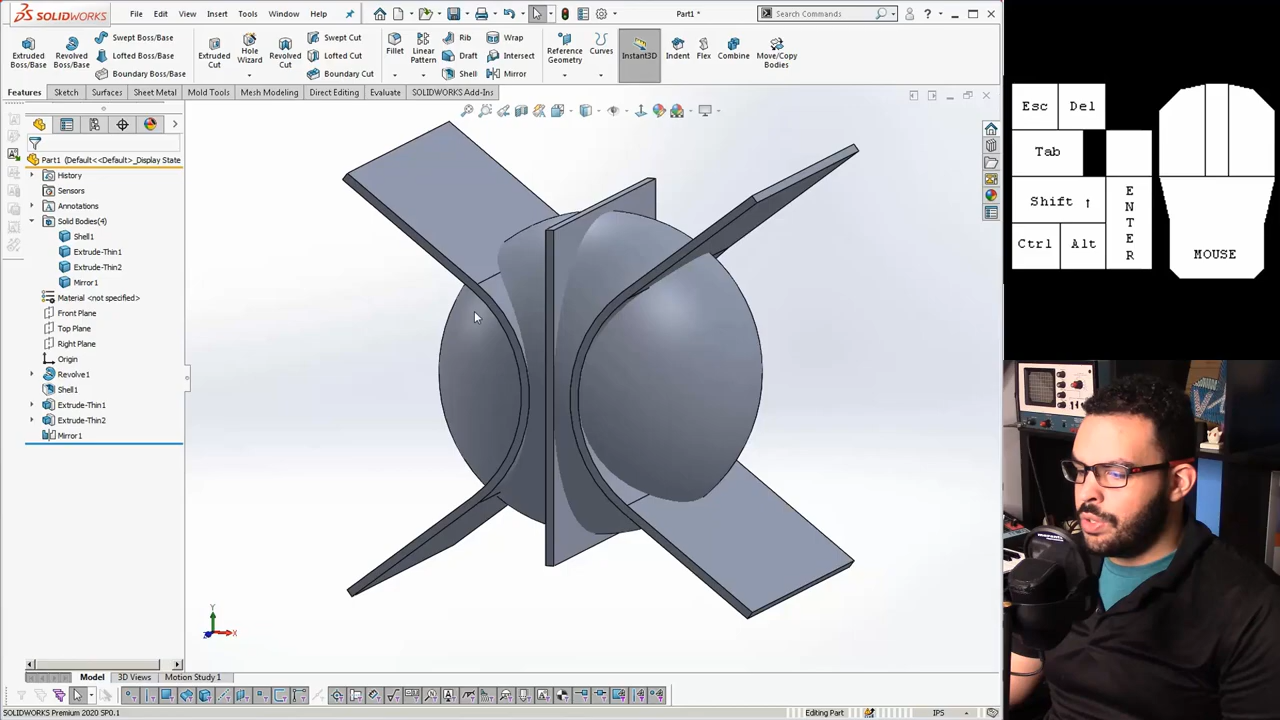 SOLIDWORKS File Edit View Insert Tools Window Help Part1 * Search Commands
Extruded Boss/Base
Revolved Boss/Base
Swept Boss/Base
Lofted Boss/Base
Boundary Boss/Base
Extruded Cut
Hole Wizard
Revolved Cut
Swept Cut
Lofted Cut
Boundary Cut
Fillet
Linear Pattern
Rib
Draft
Shell
Wrap
Intersect
Mirror
Reference Geometry
Curves
Instant3D
Indent
Flex
Combine
Move/Copy Bodies
Features Sketch Surfaces Sheet Metal Mold Tools Mesh Modeling Direct Editing Evaluate SOLIDWORKS Add-Ins
Part1 (Default<<Default>_Display State
History
Sensors
Annotations
Solid Bodies(4)
Shell1
Extrude-Thin1
Extrude-Thin2
Mirror1
Material <not specified>
Front Plane
Top Plane
Right Plane
Origin
Revolve1
Shell1
Extrude-Thin1
Extrude-Thin2
Mirror1
Y
X
Z
Model 3D Views Motion Study 1
SOLIDWORKS Premium 2020 SP0.1 Editing Part IPS
Esc Del
Tab
Shift ↑
Ctrl Alt
ENTER
MOUSE